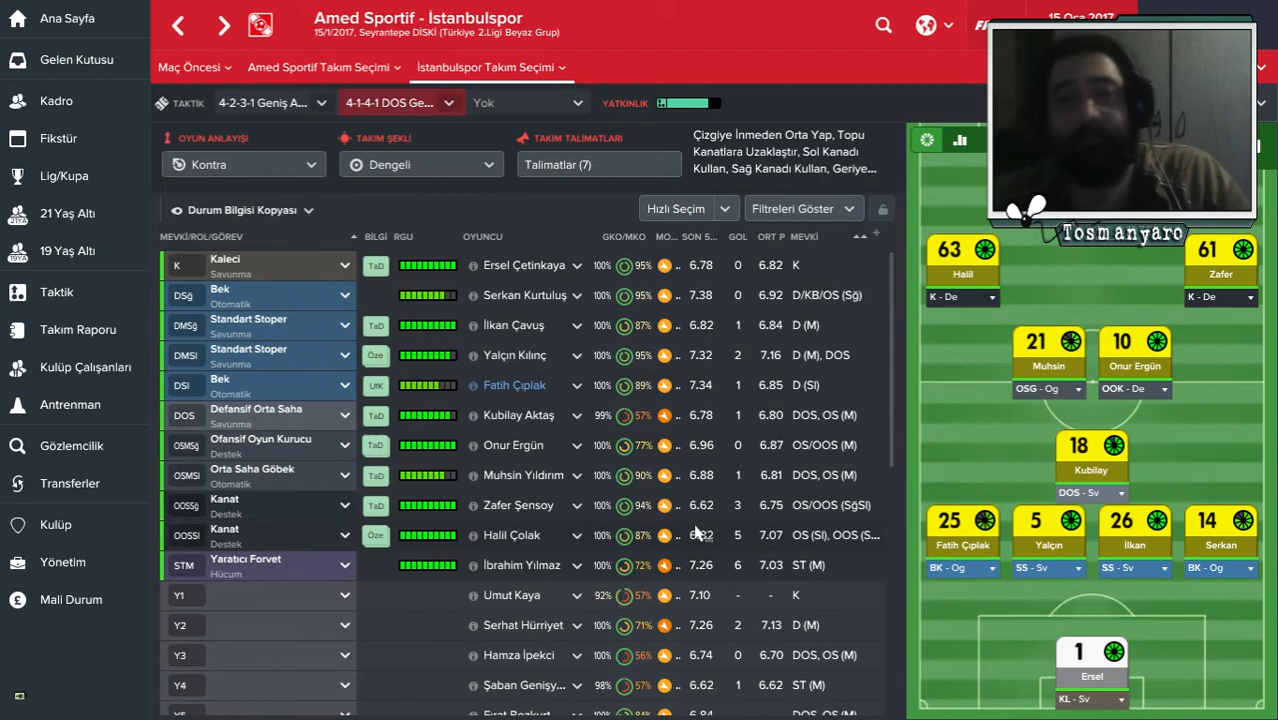 Ana Sayfa
Gelen Kutusu
Kadro
Fikstür
Lig/Kupa
21YA 21 Yaş Altı
19YA 19 Yaş Altı
Taktik
Takım Raporu
Kulüp Çalışanları
Antrenman
Gözlemcilik
Transferler
Kulüp
Yönetim
Mali Durum
Amed Sportif - İstanbulspor
15/1/2017, Seyrantepe DİSKİ (Türkiye 2.Ligi Beyaz Grup)
15 Oca 2017
Maç Öncesi Amed Sportif Takım Seçimi İstanbulspor Takım Seçimi
TAKTİK 4-2-3-1 Geniş A... 4-1-4-1 DOS Ge... Yok YATKINLIK
OYUN ANLAYIŞI TAKIM ŞEKLİ TAKIM TALİMATLARI
Kontra Dengeli Talimatlar (7)
Çizgiye İnmeden Orta Yap, Topu
Kanatlara Uzaklaştır, Sol Kanadı
Kullan, Sağ Kanadı Kullan, Geriye...
Durum Bilgisi Kopyası Hızlı Seçim Filtreleri Göster
MEVKİ/ROL/GÖREV BİLGİ RGU OYUNCU GKO/MKO MO... SON 5... GOL ORT P MEVKİ
K Kaleci Savunma TaD Ersel Çetinkaya 100% 95% .. 6.78 0 6.82 K
DSğ Bek Otomatik Serkan Kurtuluş 100% 95% .. 7.38 0 6.92 D/KB/OS (Sğ)
DMSğ Standart Stoper Savunma TaD İlkan Çavuş 100% 87% .. 6.82 1 6.84 D (M)
DMSl Standart Stoper Savunma Öze Yalçın Kılınç 100% 95% .. 7.32 2 7.16 D (M), DOS
DSl Bek Otomatik UfK Fatih Çıplak 100% 89% .. 7.34 1 6.85 D (Sl)
DOS Defansif Orta Saha Savunma TaD Kubilay Aktaş 99% 57% .. 6.78 1 6.80 DOS, OS (M)
OSMSğ Ofansif Oyun Kurucu Destek TaD Onur Ergün 100% 77% .. 6.96 0 6.87 OS/OOS (M)
OSMSl Orta Saha Göbek Otomatik TaD Muhsin Yıldırım 100% 90% .. 6.88 1 6.81 DOS, OS (M)
OOSSğ Kanat Destek TaD Zafer Şensoy 100% 94% .. 6.62 3 6.75 OS/OOS (SğSl)
OOSSl Kanat Destek Öze Halil Çolak 100% 87% .. 5 7.07 OS (Sl), OOS (S...
STM Yaratıcı Forvet Hücum İbrahim Yılmaz 100% 72% .. 7.26 6 7.03 ST (M)
Y1 Umut Kaya 92% 57% .. 7.10 - - K
Y2 Serhat Hürriyet 100% 71% .. 7.26 2 7.13 D (M)
Y3 Hamza İpekci 100% 56% .. 6.74 0 6.70 DOS, OS (M)
Y4 Şaban Genişy... 98% 57% .. 6.62 1 6.62 ST (M)
Tosmanyaro
63 61
Halil Zafer
K - De K - De
21 10
Muhsin Onur Ergün
OSG - Og OOK - De
18
Kubilay
DOS - Sv
25 5 26 14
Fatih Çıplak Yalçın İlkan Serkan
BK - Og SS - Sv SS - Sv BK - Og
1
Ersel
KL - Sv